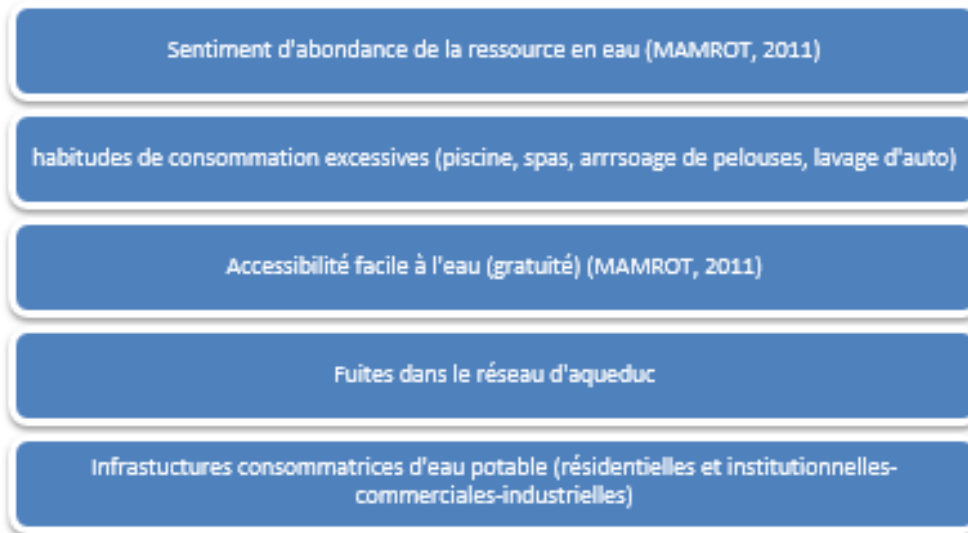 Sentiment d'abondance de la ressource en eau (MAMROT, 2011)
habitudes de consommation excessives (piscine, spas, arrrsoage de pelouses, lavage d'auto)
Accessibilité facile à l'eau (gratuité) (MAMROT, 2011)
Fuites dans le réseau d'aqueduc
Infrastuctures consommatrices d'eau potable (résidentielles et institutionnelles-
commerciales-industrielles)